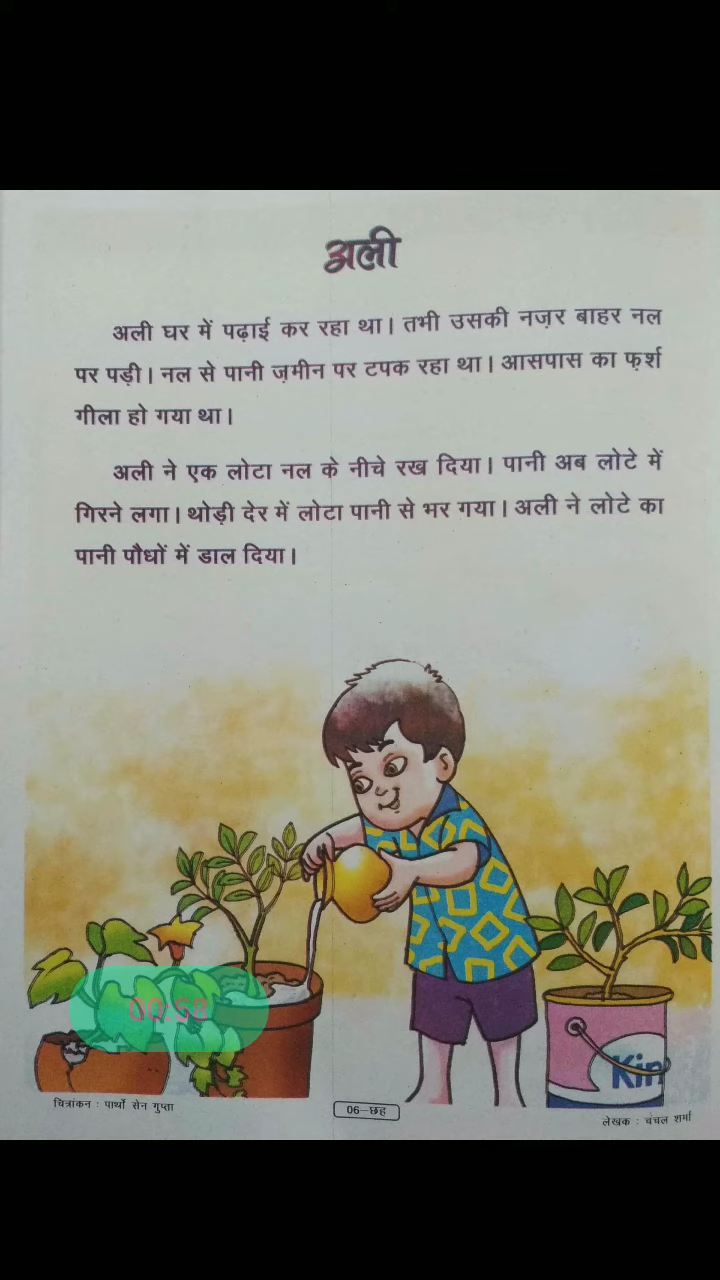 अली
अली घर में पढ़ाई कर रहा था। तभी उसकी नज़र बाहर नल
पर पड़ी। नल से पानी ज़मीन पर टपक रहा था। आसपास का फ़र्श
गीला हो गया था।
अली ने एक लोटा नल के नीचे रख दिया। पानी अब लोटे में
गिरने लगा। थोड़ी देर में लोटा पानी से भर गया। अली ने लोटे का
पानी पौधों में डाल दिया।
00:58
Kin
चित्रांकन : पार्थो सेन गुप्ता
06–छह
लेखक : चंचल शर्मा